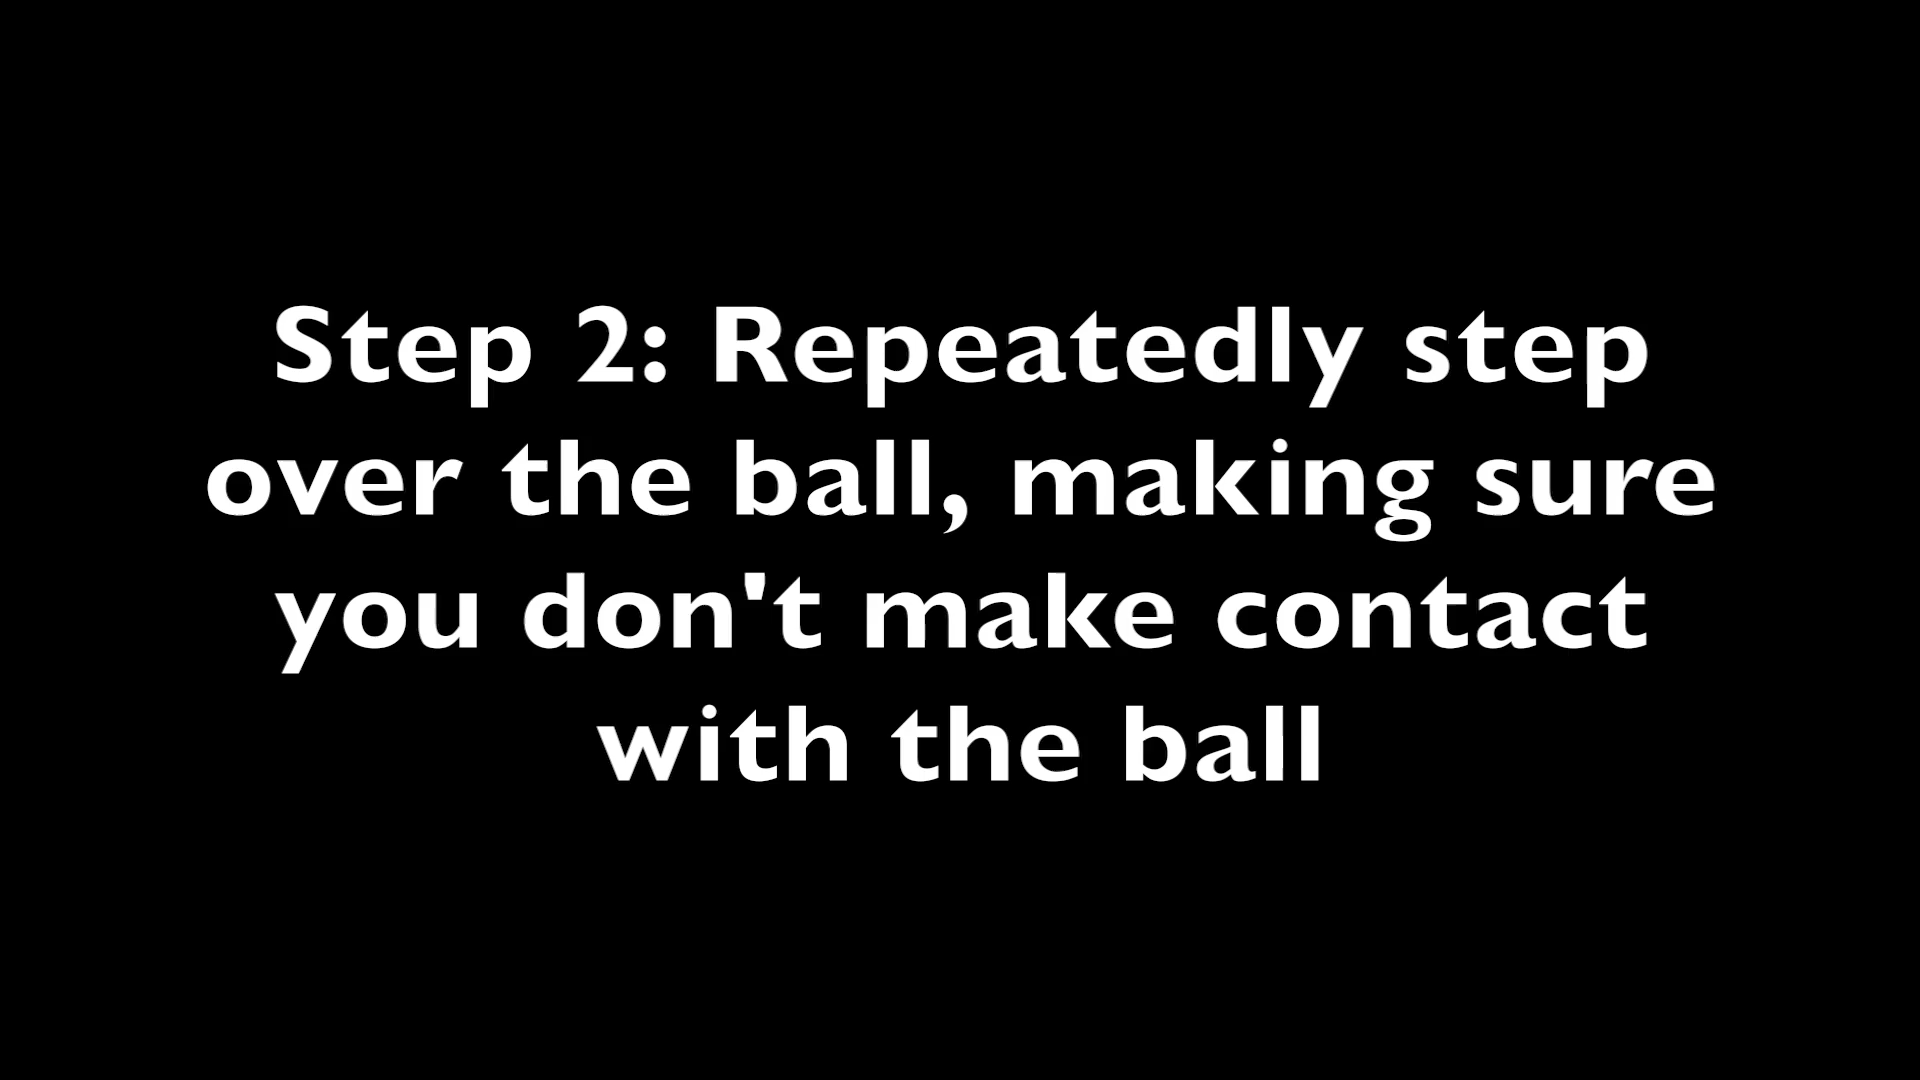 Step 2: Repeatedly step
over the ball, making sure
you don't make contact
with the ball